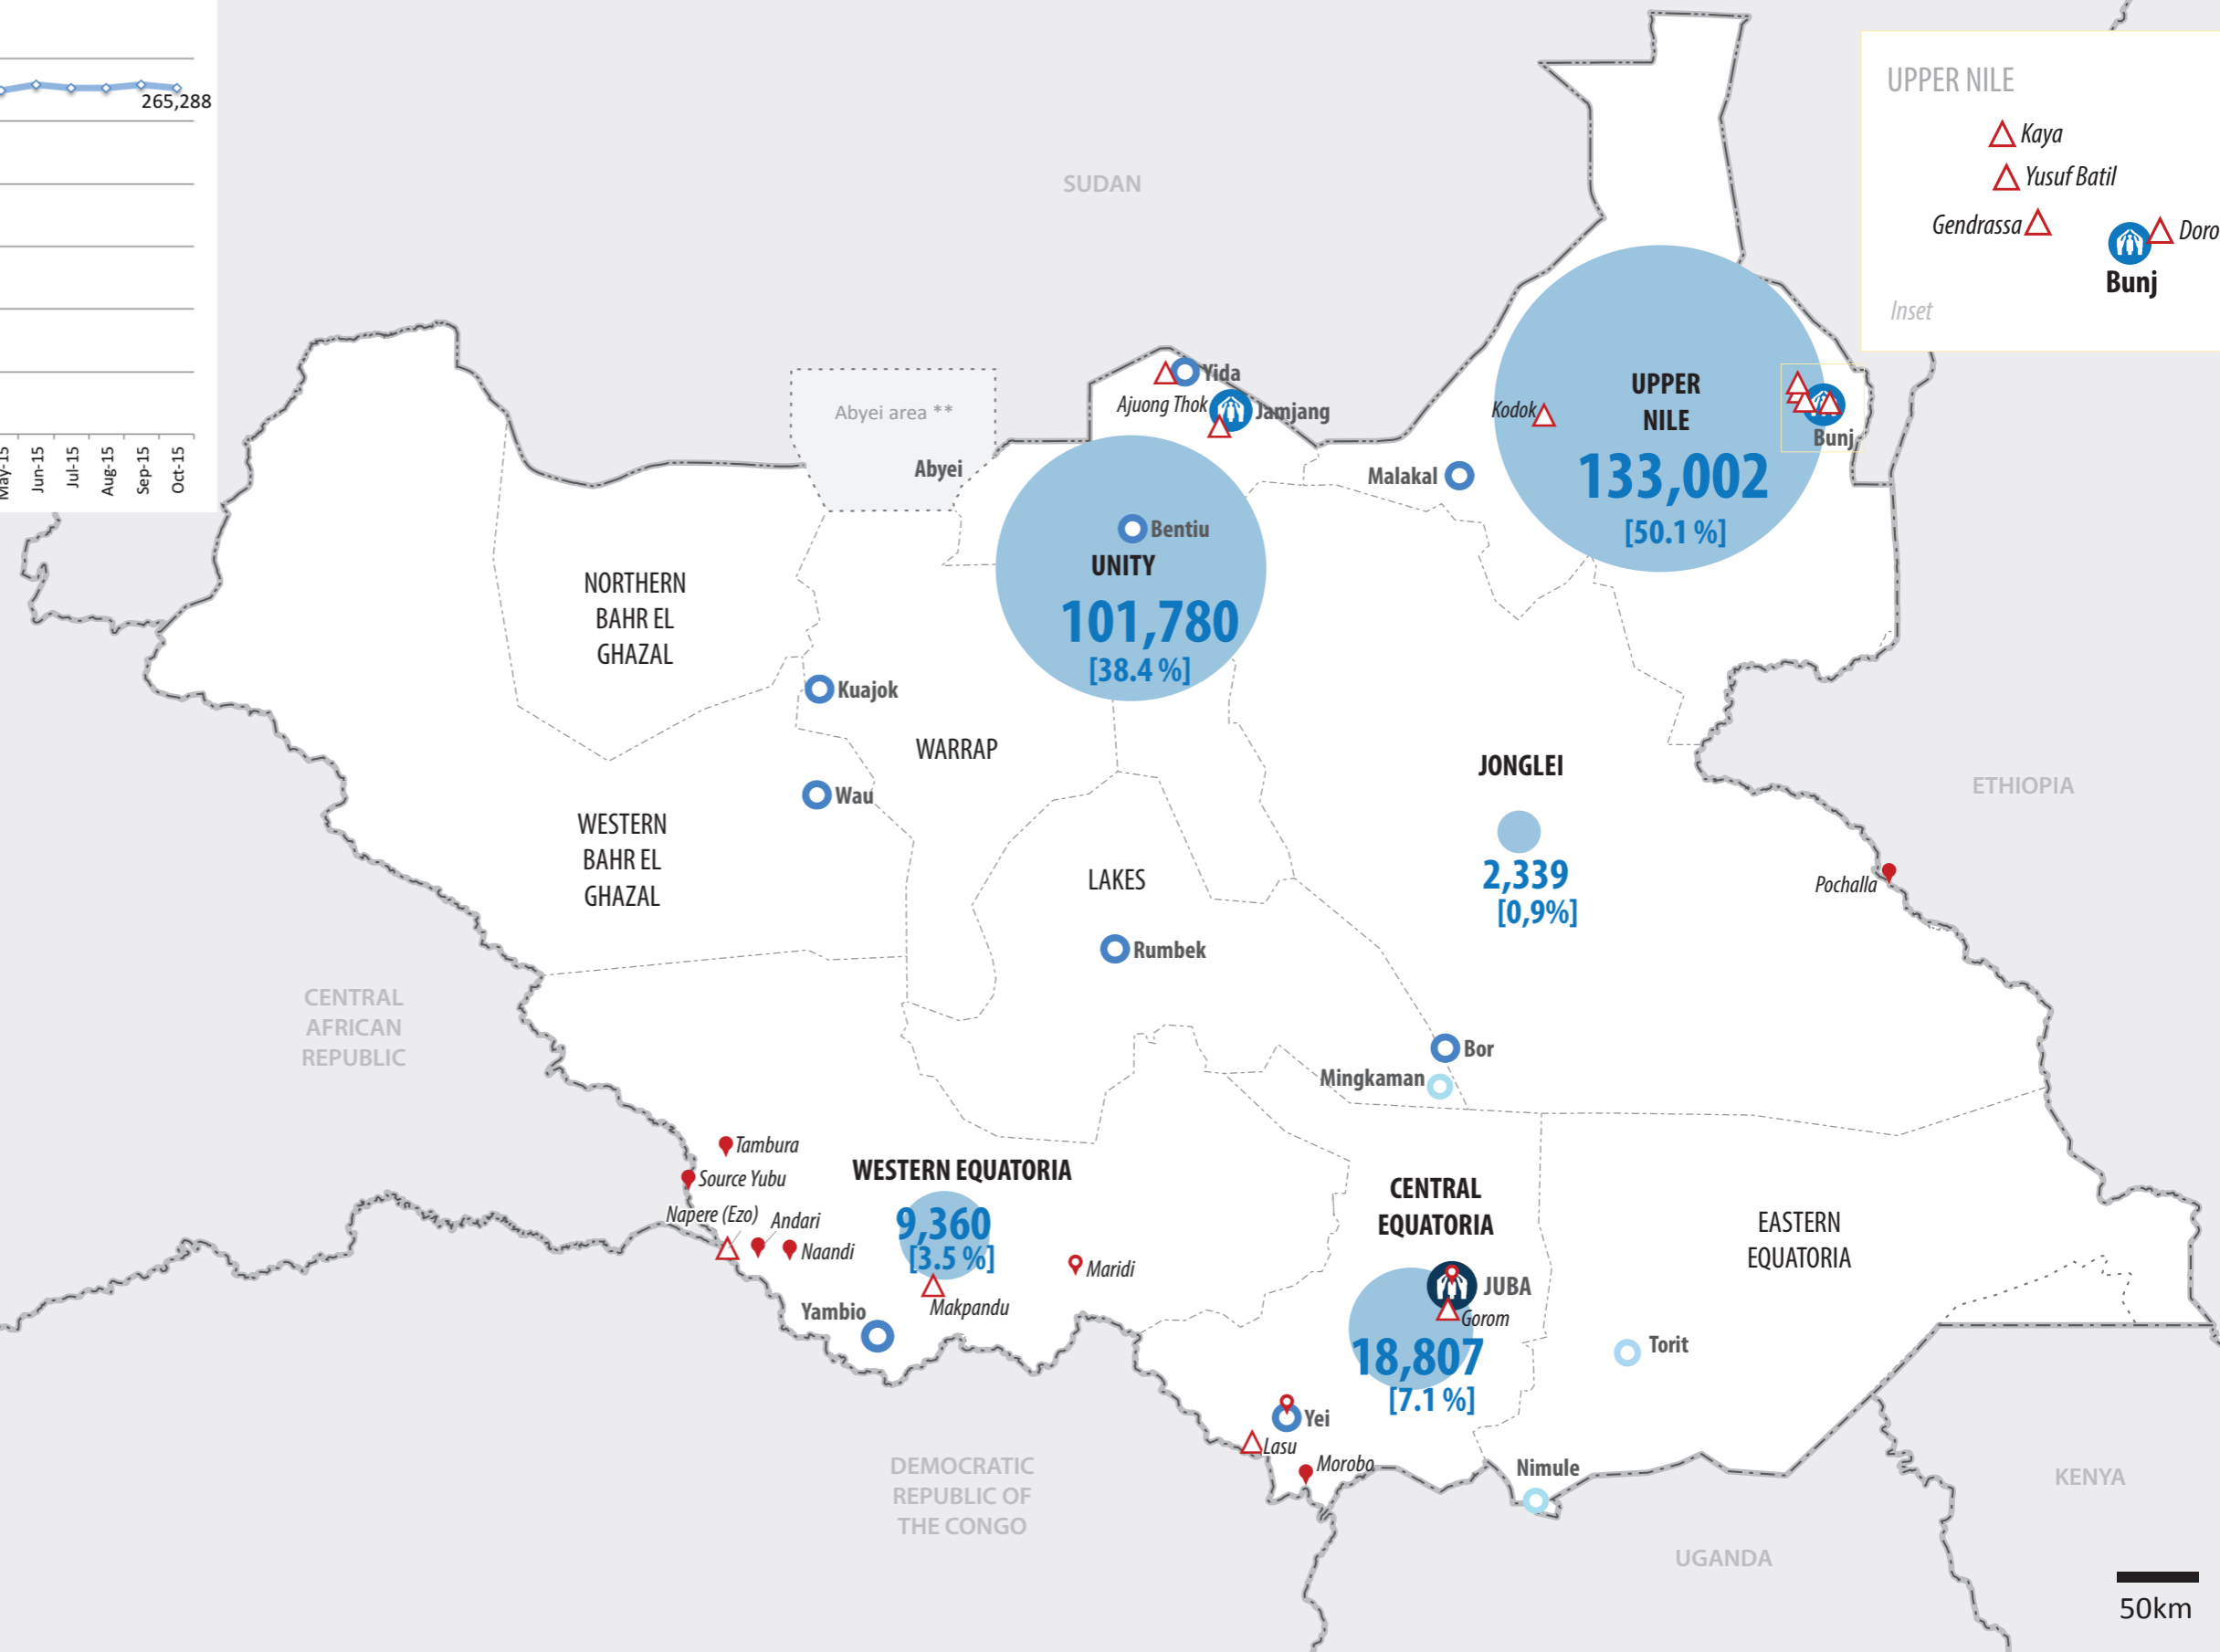 265,288
May-15
Jun-15
Jul-15
Aug-15
Sep-15
Oct-15
UPPER NILE
Kaya
Yusuf Batil
Gendrassa
Doro
Bunj
Inset
SUDAN
Abyei area **
Abyei
Yida
Ajuong Thok
Jamjang
Kodok
UPPER
NILE
133,002
[50.1 %]
Bunj
Malakal
Bentiu
UNITY
101,780
[38.4 %]
NORTHERN
BAHR EL
GHAZAL
Kuajok
WARRAP
Wau
WESTERN
BAHR EL
GHAZAL
JONGLEI
2,339
[0,9%]
ETHIOPIA
Pochalla
LAKES
Rumbek
CENTRAL
AFRICAN
REPUBLIC
Bor
Mingkaman
Tambura
Source Yubu
Napere (Ezo)
Andari
Naandi
WESTERN EQUATORIA
9,360
[3.5 %]
Makpandu
Maridi
Yambio
CENTRAL
EQUATORIA
JUBA
Gorom
18,807
[7.1 %]
EASTERN
EQUATORIA
Torit
Yei
Lasu
Morobo
Nimule
DEMOCRATIC
REPUBLIC OF
THE CONGO
KENYA
UGANDA
50km